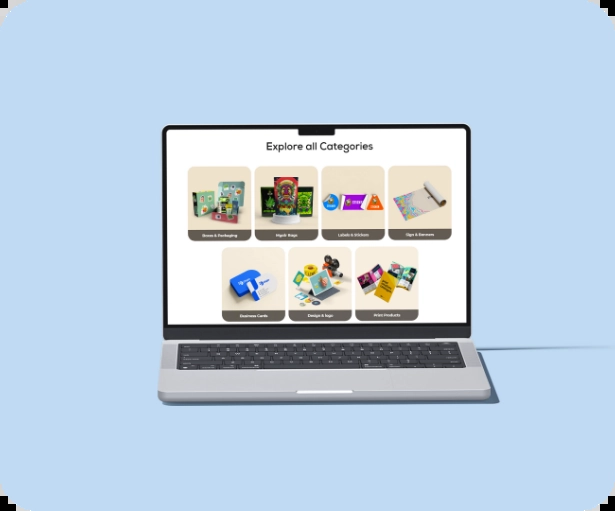 Explore all Categories
Boxes & Packaging
Mylar Bags
Labels & Stickers
Sign & Banners
Business Cards
Design & logo
Print Products